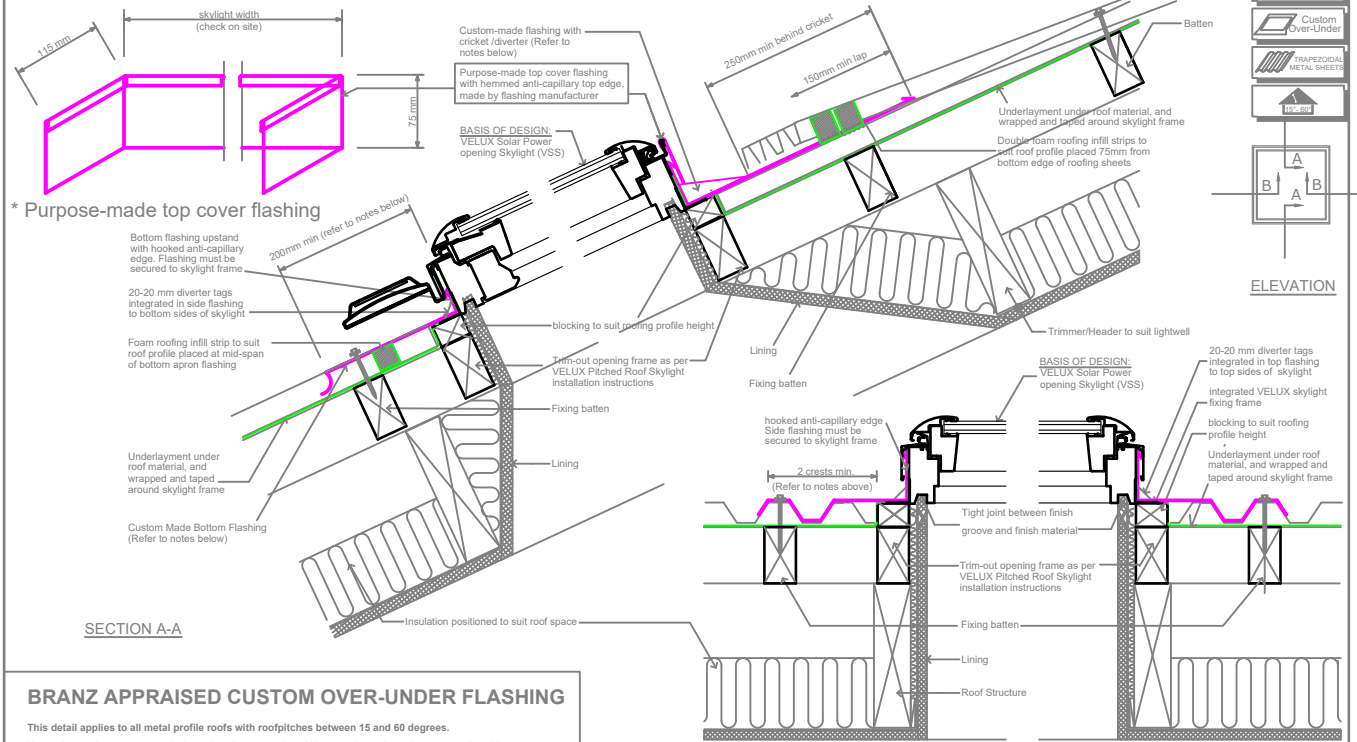 skylight width
(check on site)
115 mm
75 mm
* Purpose-made top cover flashing
Custom-made flashing with
cricket /diverter (Refer to
notes below)
Purpose-made top cover flashing
with hemmed anti-capillary top edge,
made by flashing manufacturer
BASIS OF DESIGN:
VELUX Solar Power
opening Skylight (VSS)
250mm min behind cricket
150mm min lap
Batten
Underlayment under roof material, and
wrapped and taped around skylight frame
Double foam roofing infill strips to
suit roof profile placed 75mm from
bottom edge of roofing sheets
Custom
Over-Under
TRAPEZOIDAL
METAL SHEETS
15°- 60°
A
B
B
A
ELEVATION
200mm min (refer to notes below)
Bottom flashing upstand
with hooked anti-capillary
edge. Flashing must be
secured to skylight frame
20-20 mm diverter tags
integrated in side flashing
to bottom sides of skylight
Foam roofing infill strip to suit
roof profile placed at mid-span
of bottom apron flashing
Underlayment under
roof material, and
wrapped and taped
around skylight frame
Custom Made Bottom Flashing
(Refer to notes below)
blocking to suit roofing profile height
Trim-out opening frame as per
VELUX Pitched Roof Skylight
installation instructions
Fixing batten
Lining
Lining
Fixing batten
Trimmer/Header to suit lightwell
Insulation positioned to suit roof space
SECTION A-A
BASIS OF DESIGN:
VELUX Solar Power
opening Skylight (VSS)
hooked anti-capillary edge
Side flashing must be
secured to skylight frame
2 crests min.
(Refer to notes above)
20-20 mm diverter tags
integrated in top flashing
to top sides of skylight
integrated VELUX skylight
fixing frame
blocking to suit roofing
profile height
Underlayment under roof
material, and wrapped and
taped around skylight frame
Tight joint between finish
groove and finish material
Trim-out opening frame as per
VELUX Pitched Roof Skylight
installation instructions
Fixing batten
Lining
Roof Structure
BRANZ APPRAISED CUSTOM OVER-UNDER FLASHING
This detail applies to all metal profile roofs with roofpitches between 15 and 60 degrees.